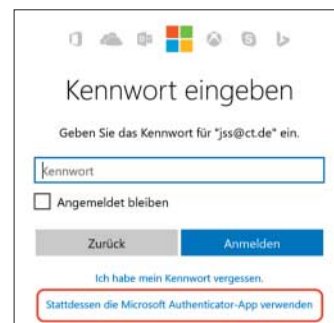 Kennwort eingeben
Geben Sie das Kennwort für "jss@ct.de" ein.
Kennwort
Angemeldet bleiben
Zurück
Anmelden
Ich habe mein Kennwort vergessen.
Stattdessen die Microsoft Authenticator-App verwenden